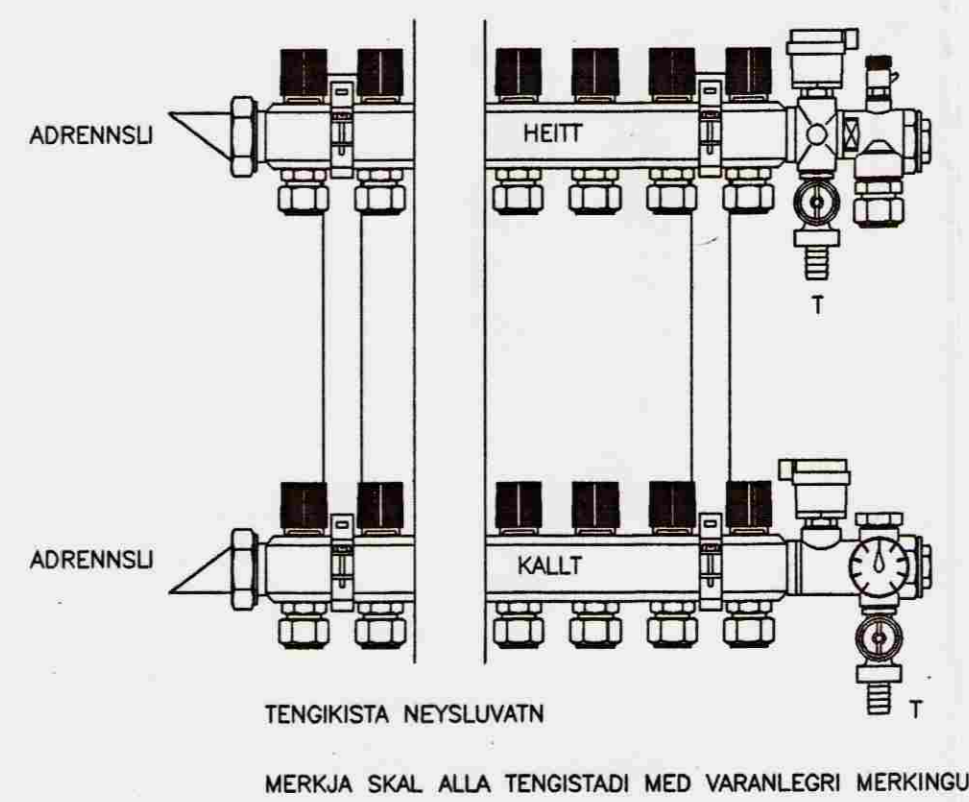 ADRENNSLI
HEITT
T
ADRENNSLI
KALLT
T
TENGIKISTA NEYSLUVATN
MERKJA SKAL ALLA TENGISTADI MED VARANLEGRI MERKINGU